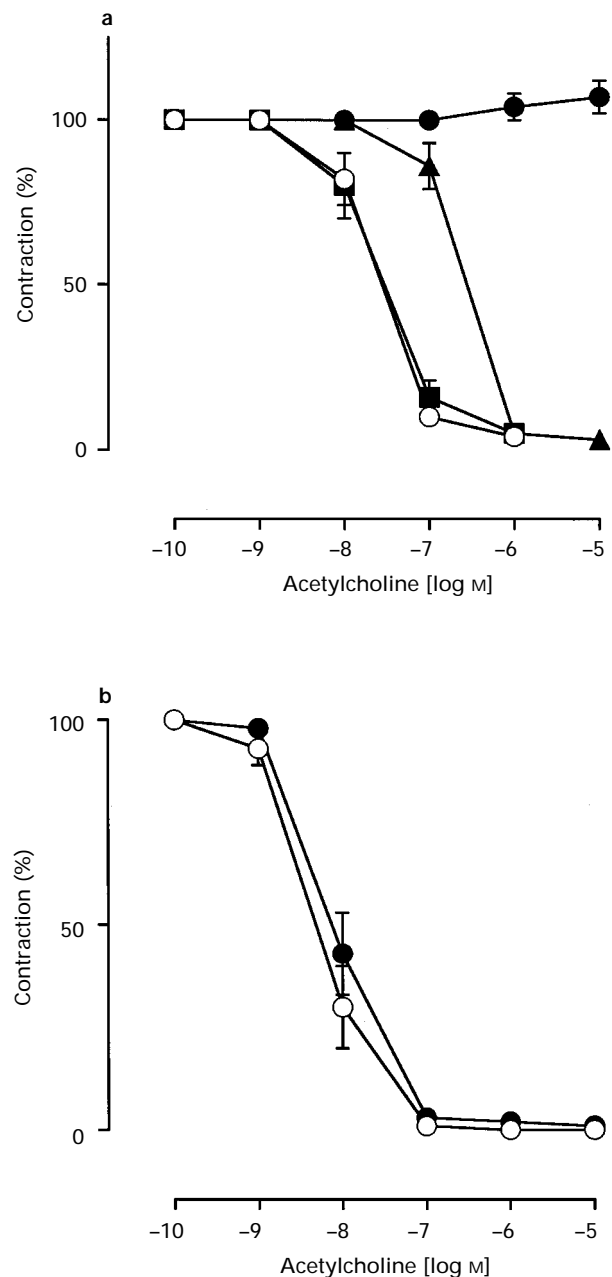 a
100
50
0
Contraction (%)
–10 –9 –8 –7 –6 –5
Acetylcholine [log M]
b
100
50
0
Contraction (%)
–10 –9 –8 –7 –6 –5
Acetylcholine [log M]